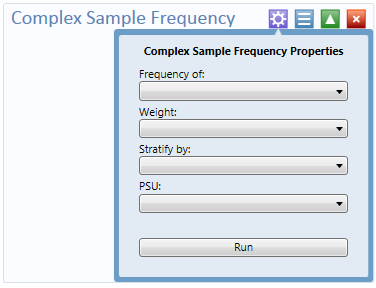 Complex Sample Frequency
Complex Sample Frequency Properties
Frequency of:
Weight:
Stratify by:
PSU:
Run